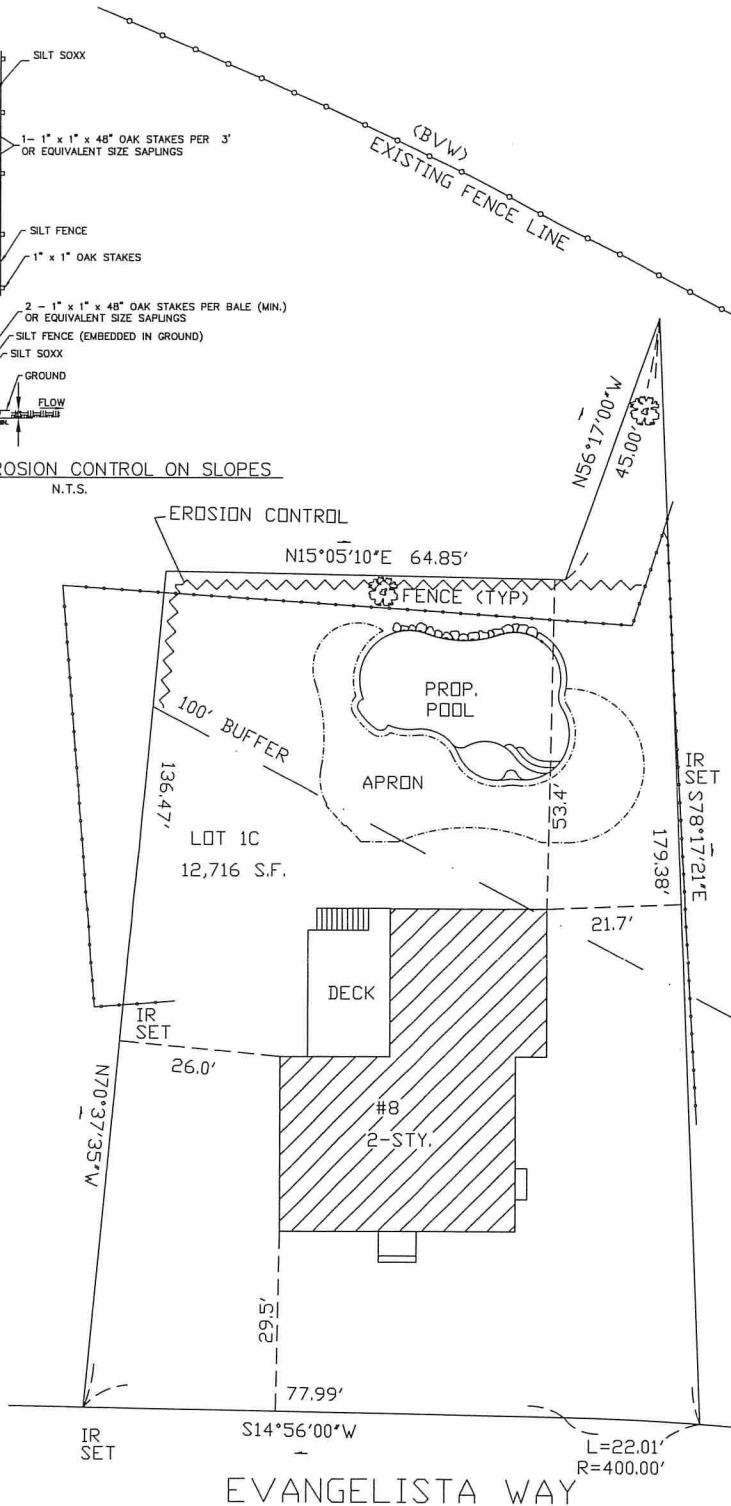 SILT SOXX
1- 1" x 1" x 48" OAK STAKES PER 3'
OR EQUIVALENT SIZE SAPLINGS
SILT FENCE
1" x 1" OAK STAKES
2 - 1" x 1" x 48" OAK STAKES PER BALE (MIN.)
OR EQUIVALENT SIZE SAPLINGS
SILT FENCE (EMBEDDED IN GROUND)
SILT SOXX
GROUND
FLOW
ROSION CONTROL ON SLOPES
N.T.S.
(BVW)
EXISTING FENCE LINE
N56°17'00"W
45.00'
EROSION CONTROL
N15°05'10"E 64.85'
FENCE (TYP)
PROP.
POOL
100' BUFFER
APRON
136.47'
53.4'
IR
SET
S78°17'21"E
179.38'
LOT 1C
12,716 S.F.
21.7'
DECK
IR
SET
26.0'
N70°37'35"W
#8
2-STY.
29.5'
77.99'
S14°56'00"W
IR
SET
L=22.01'
R=400.00'
EVANGELISTA WAY